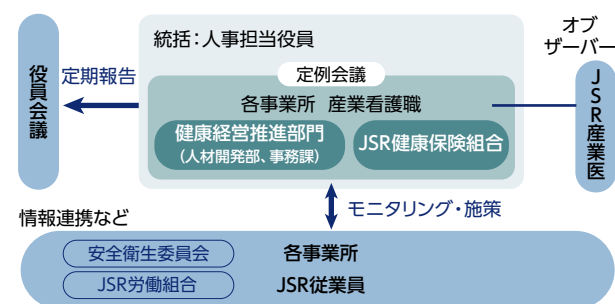 統括：人事担当役員
オブ
ザーバー
役員会議
定期報告
定例会議
各事業所 産業看護職
健康経営推進部門
（人材開発部、事務課）
JSR健康保険組合
JSR産業医
モニタリング・施策
情報連携など
安全衛生委員会
各事業所
JSR労働組合
JSR従業員